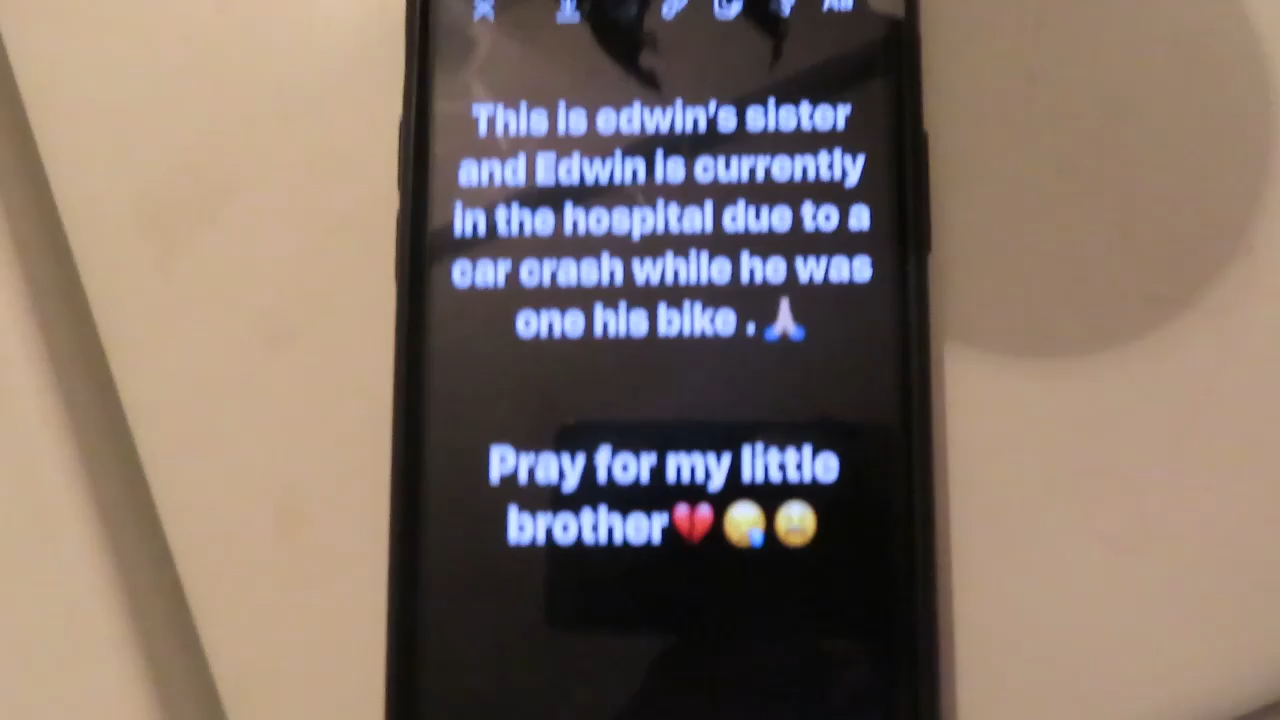 This is edwin's sister
and Edwin is currently
in the hospital due to a
car crash while he was
one his bike . 🙏🏻
Pray for my little
brother💔😪😢